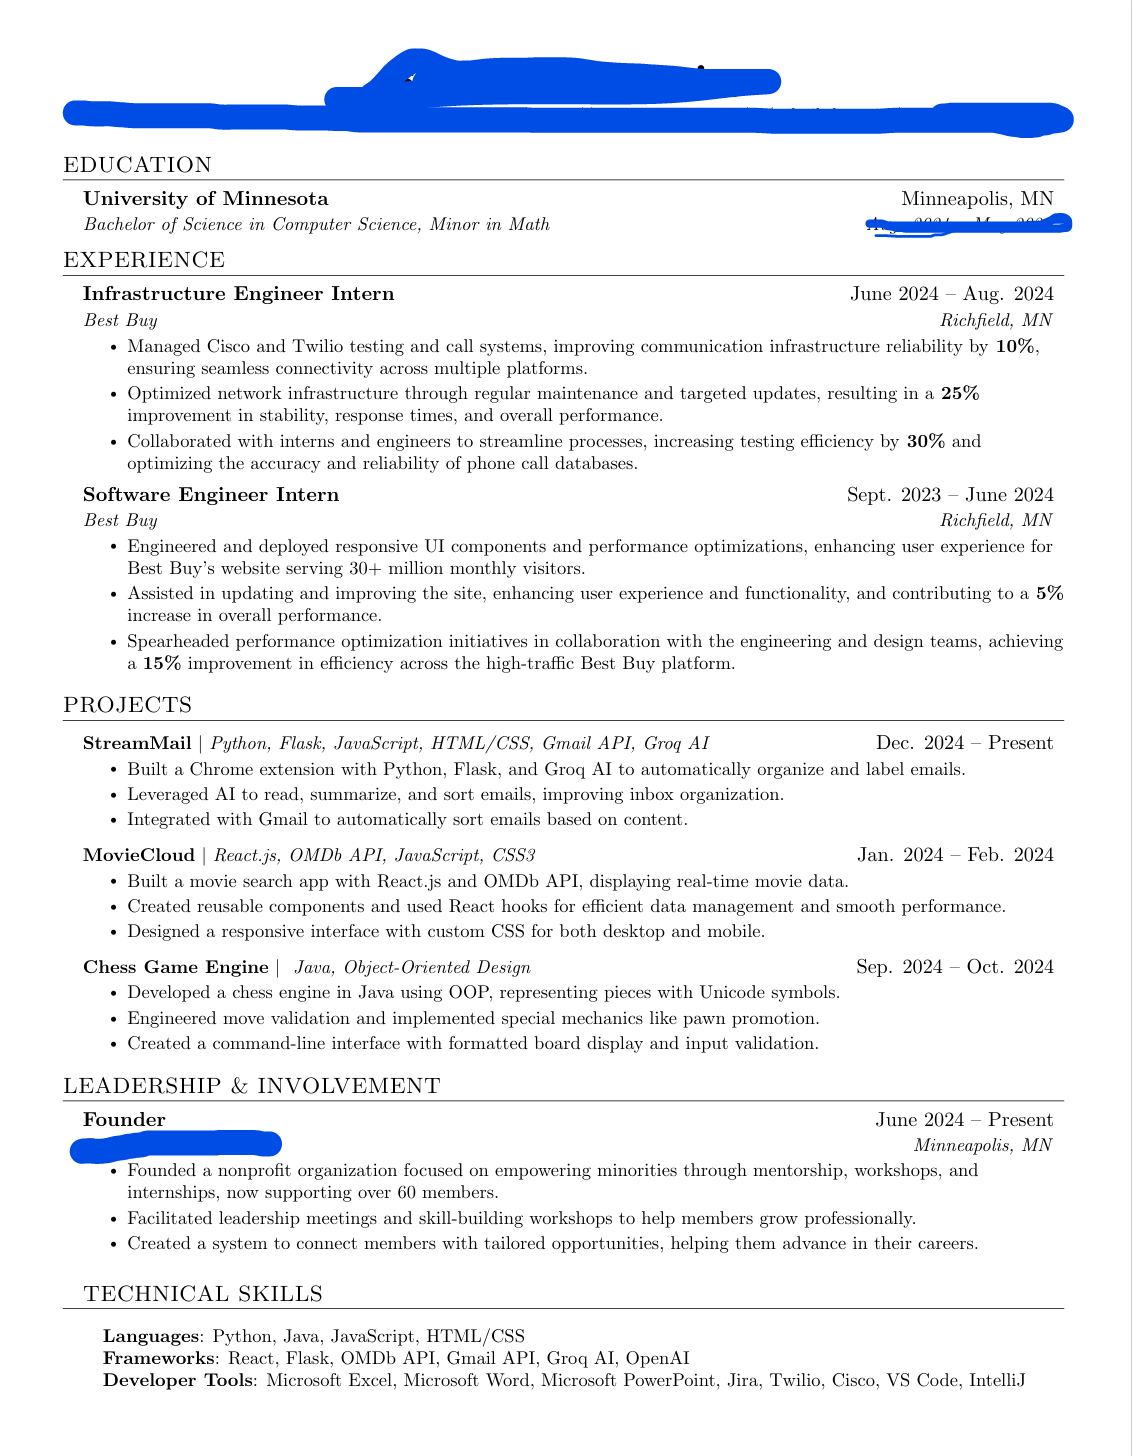 EDUCATION
University of Minnesota Minneapolis, MN
Bachelor of Science in Computer Science, Minor in Math
EXPERIENCE
Infrastructure Engineer Intern June 2024 – Aug. 2024
Best Buy Richfield, MN
• Managed Cisco and Twilio testing and call systems, improving communication infrastructure reliability by 10%,
ensuring seamless connectivity across multiple platforms.
• Optimized network infrastructure through regular maintenance and targeted updates, resulting in a 25%
improvement in stability, response times, and overall performance.
• Collaborated with interns and engineers to streamline processes, increasing testing efficiency by 30% and
optimizing the accuracy and reliability of phone call databases.
Software Engineer Intern Sept. 2023 – June 2024
Best Buy Richfield, MN
• Engineered and deployed responsive UI components and performance optimizations, enhancing user experience for
Best Buy's website serving 30+ million monthly visitors.
• Assisted in updating and improving the site, enhancing user experience and functionality, and contributing to a 5%
increase in overall performance.
• Spearheaded performance optimization initiatives in collaboration with the engineering and design teams, achieving
a 15% improvement in efficiency across the high-traffic Best Buy platform.
PROJECTS
StreamMail | Python, Flask, JavaScript, HTML/CSS, Gmail API, Groq AI Dec. 2024 – Present
• Built a Chrome extension with Python, Flask, and Groq AI to automatically organize and label emails.
• Leveraged AI to read, summarize, and sort emails, improving inbox organization.
• Integrated with Gmail to automatically sort emails based on content.
MovieCloud | React.js, OMDb API, JavaScript, CSS3 Jan. 2024 – Feb. 2024
• Built a movie search app with React.js and OMDb API, displaying real-time movie data.
• Created reusable components and used React hooks for efficient data management and smooth performance.
• Designed a responsive interface with custom CSS for both desktop and mobile.
Chess Game Engine | Java, Object-Oriented Design Sep. 2024 – Oct. 2024
• Developed a chess engine in Java using OOP, representing pieces with Unicode symbols.
• Engineered move validation and implemented special mechanics like pawn promotion.
• Created a command-line interface with formatted board display and input validation.
LEADERSHIP & INVOLVEMENT
Founder June 2024 – Present
Minneapolis, MN
• Founded a nonprofit organization focused on empowering minorities through mentorship, workshops, and
internships, now supporting over 60 members.
• Facilitated leadership meetings and skill-building workshops to help members grow professionally.
• Created a system to connect members with tailored opportunities, helping them advance in their careers.
TECHNICAL SKILLS
Languages: Python, Java, JavaScript, HTML/CSS
Frameworks: React, Flask, OMDb API, Gmail API, Groq AI, OpenAI
Developer Tools: Microsoft Excel, Microsoft Word, Microsoft PowerPoint, Jira, Twilio, Cisco, VS Code, IntelliJ